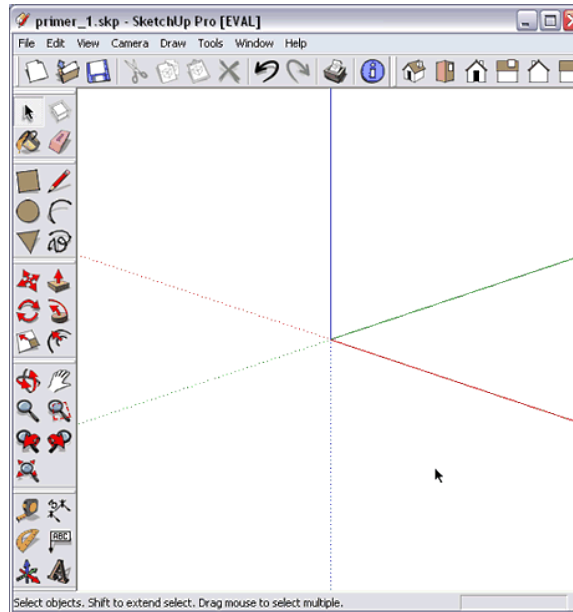 primer_1.skp - SketchUp Pro [EVAL]
File Edit View Camera Draw Tools Window Help
ABC
A
Select objects. Shift to extend select. Drag mouse to select multiple.